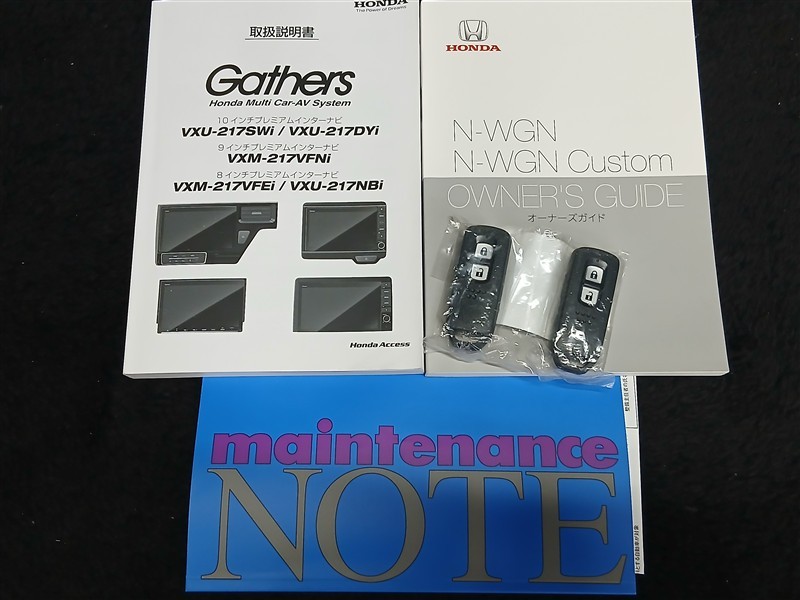 HONDA
The Power of Dreams
取扱説明書
Gathers
Honda Multi Car-AV System
10インチプレミアムインターナビ
VXU-217SWi / VXU-217DYi
9インチプレミアムインターナビ
VXM-217VFNi
8インチプレミアムインターナビ
VXM-217VFEi / VXU-217NBi
Honda Access
HONDA
N-WGN
N-WGN Custom
OWNER'S GUIDE
オーナーズガイド
maintenance
NOTE